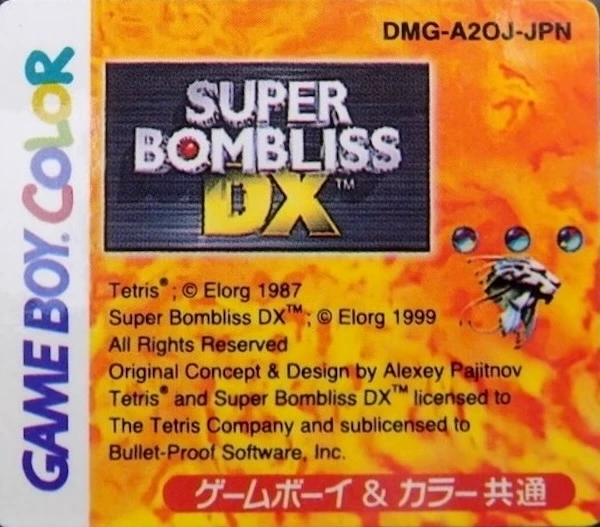 DMG-A2OJ-JPN
GAME BOY COLOR
SUPER
BOMBLISS
DX™
Tetris®; © Elorg 1987
Super Bombliss DX™; © Elorg 1999
All Rights Reserved
Original Concept & Design by Alexey Pajitnov
Tetris® and Super Bombliss DX™ licensed to
The Tetris Company and sublicensed to
Bullet-Proof Software, Inc.
ゲームボーイ & カラー共通